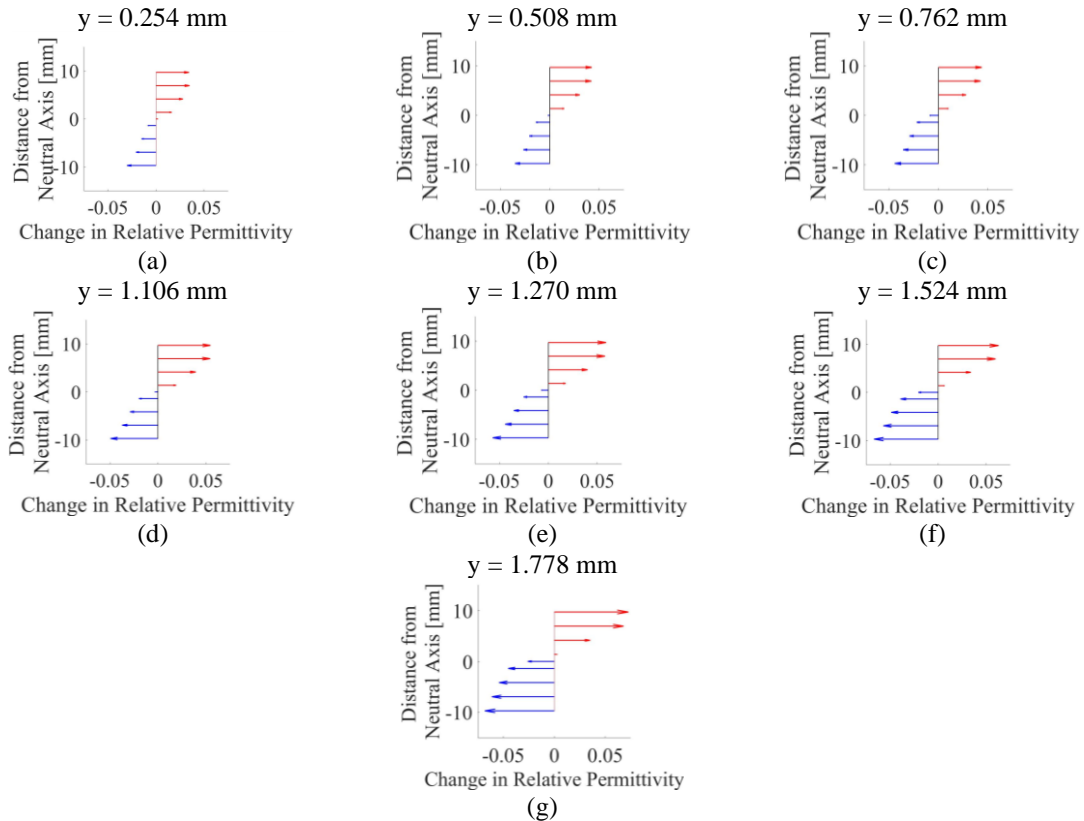 y = 0.254 mm
y = 0.508 mm
y = 0.762 mm
Distance from
Neutral Axis [mm]
10
0
-10
-0.05 0 0.05
Change in Relative Permittivity
(a)
Distance from
Neutral Axis [mm]
10
0
-10
-0.05 0 0.05
Change in Relative Permittivity
(b)
Distance from
Neutral Axis [mm]
10
0
-10
-0.05 0 0.05
Change in Relative Permittivity
(c)
y = 1.106 mm
y = 1.270 mm
y = 1.524 mm
Distance from
Neutral Axis [mm]
10
0
-10
-0.05 0 0.05
Change in Relative Permittivity
(d)
Distance from
Neutral Axis [mm]
10
0
-10
-0.05 0 0.05
Change in Relative Permittivity
(e)
Distance from
Neutral Axis [mm]
10
0
-10
-0.05 0 0.05
Change in Relative Permittivity
(f)
y = 1.778 mm
Distance from
Neutral Axis [mm]
10
0
-10
-0.05 0 0.05
Change in Relative Permittivity
(g)